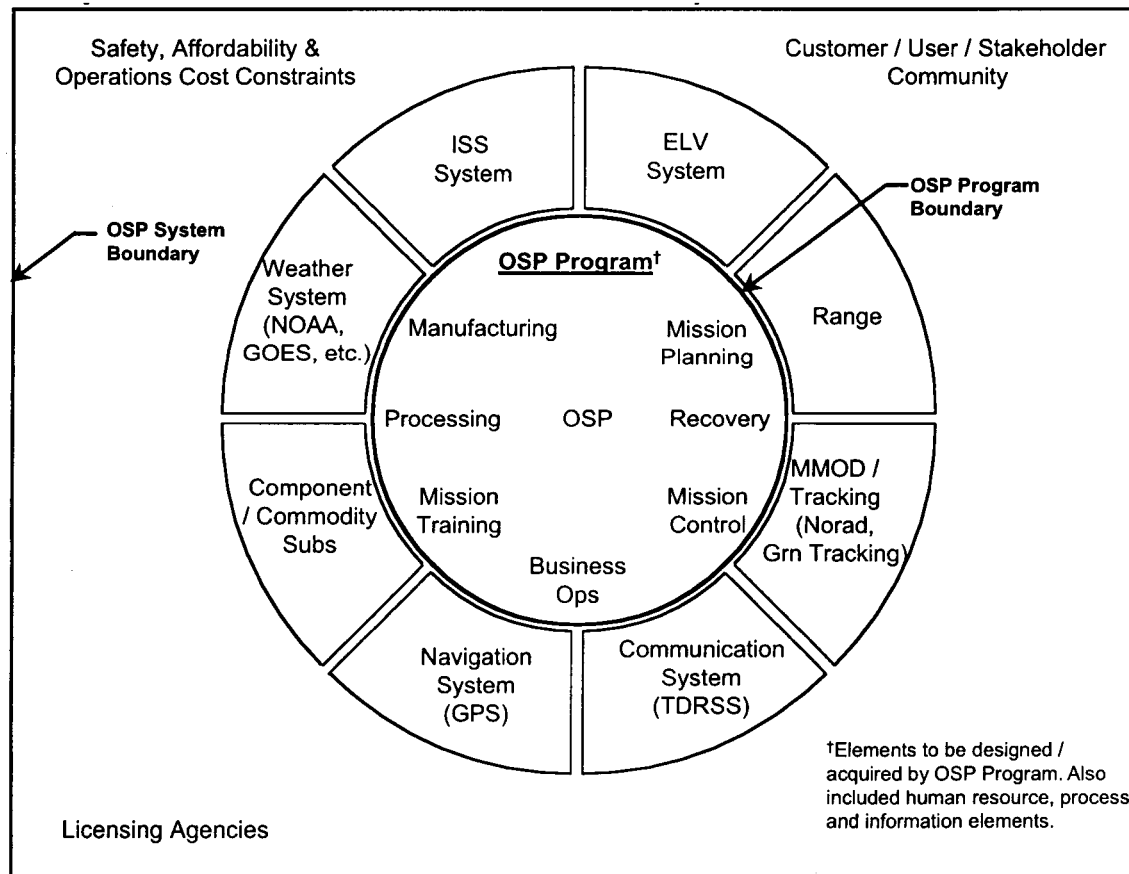 Safety, Affordability &
Operations Cost Constraints
Customer / User / Stakeholder
Community
ISS
System
ELV
System
OSP Program
Boundary
OSP System
Boundary
Weather
System
(NOAA,
GOES, etc.)
OSP Program†
Range
Manufacturing
Mission
Planning
Processing
OSP
Recovery
Component
/ Commodity
Subs
Mission
Training
Mission
Control
MMOD /
Tracking
(Norad,
Grn Tracking)
Business
Ops
Navigation
System
(GPS)
Communication
System
(TDRSS)
†Elements to be designed /
acquired by OSP Program. Also
included human resource, process
and information elements.
Licensing Agencies